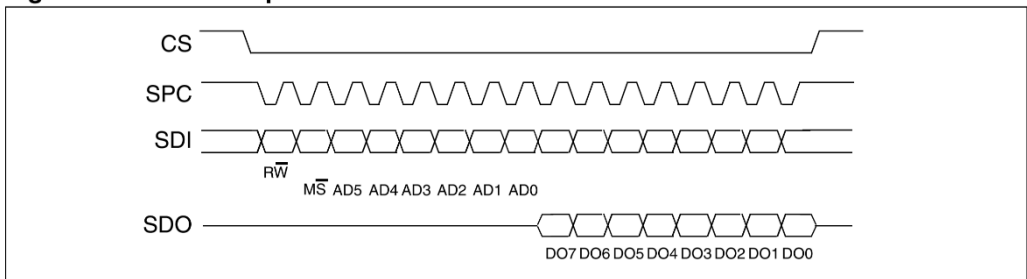 CS
SPC
SDI
RW̅
MS̅ AD5 AD4 AD3 AD2 AD1 AD0
SDO
DO7 DO6 DO5 DO4 DO3 DO2 DO1 DO0